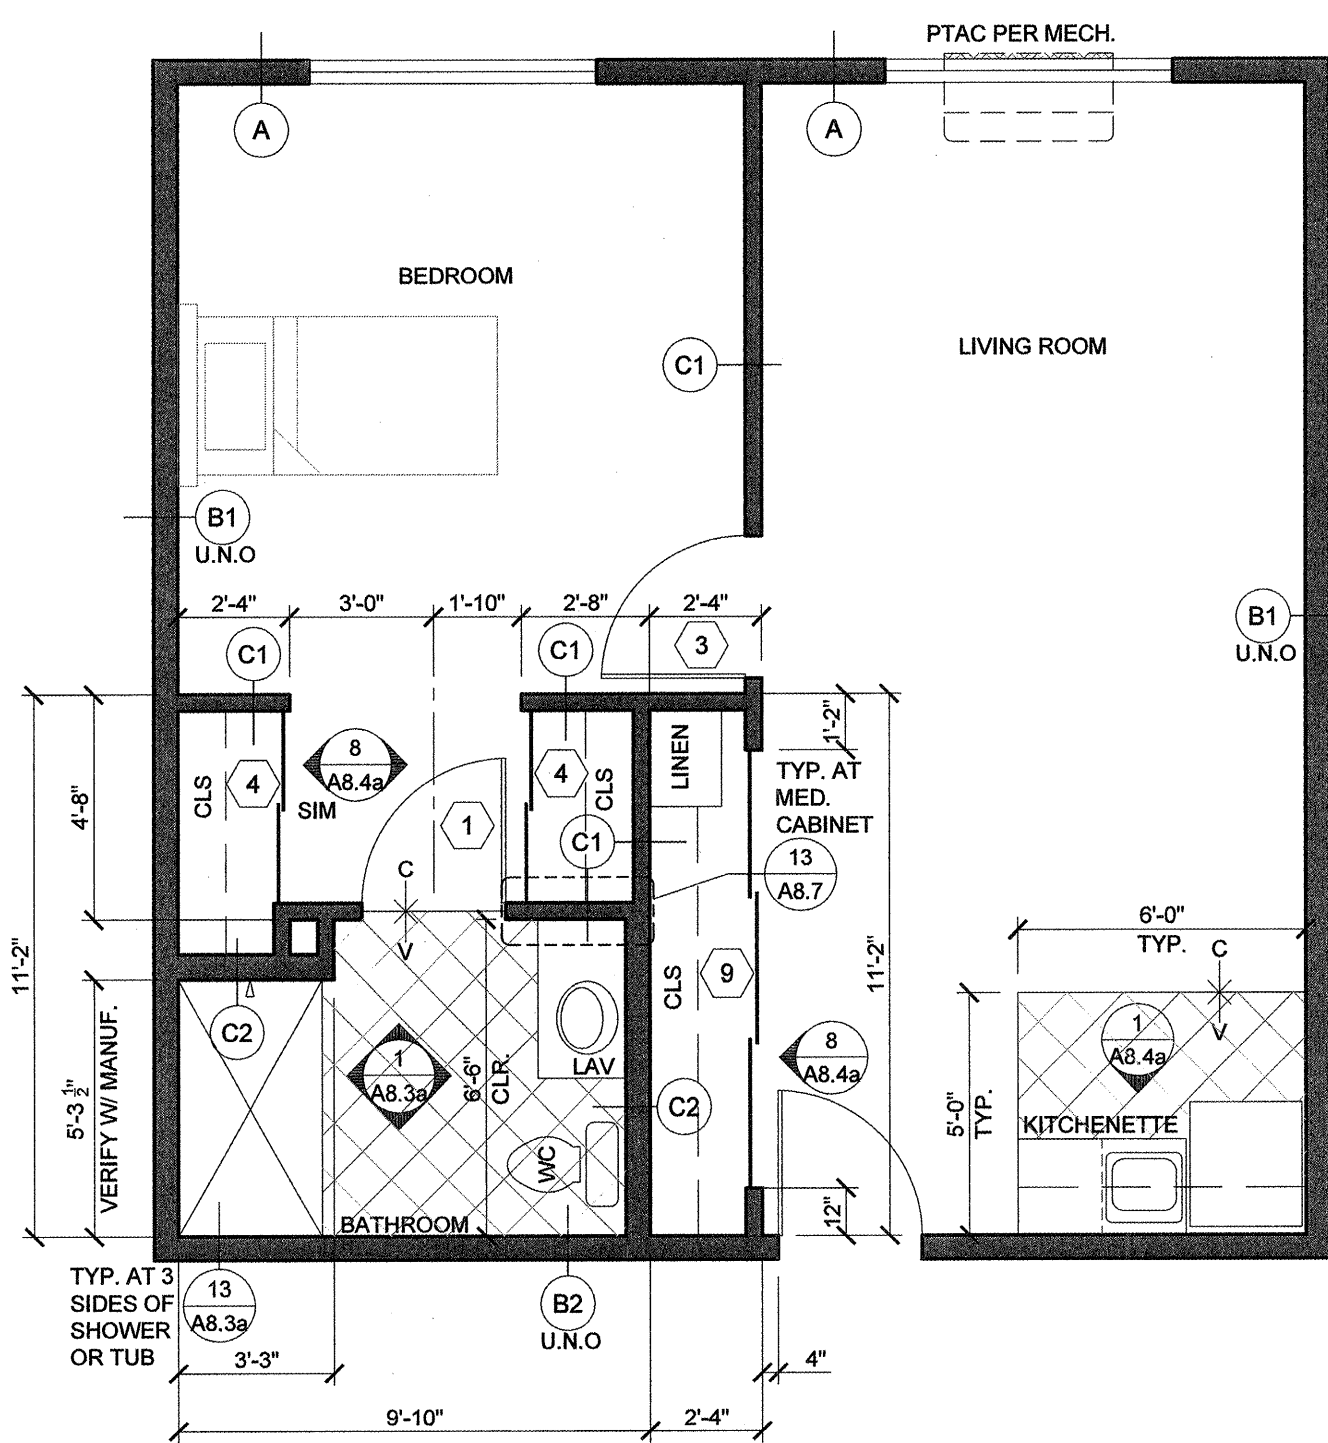 PTAC PER MECH.
A
A
BEDROOM
LIVING ROOM
C1
B1
U.N.O
2'-4"
3'-0"
1'-10"
2'-8"
2'-4"
B1
U.N.O
C1
C1
3
1'-2"
8
A8.4a
SIM
4
CLS
4
CLS
LINEN
TYP. AT
MED.
CABINET
4'-8"
1
C1
13
A8.7
C
V
11'-2"
11'-2"
6'-0"
TYP.
C
V
CLS
9
C2
LAV
1
A8.3a
6'-6"
CLR.
8
A8.4a
1
A8.4a
5'-3 1/2"
VERIFY W/ MANUF.
C2
5'-0"
TYP.
KITCHENETTE
WC
12"
BATHROOM
TYP. AT 3
SIDES OF
SHOWER
OR TUB
13
A8.3a
B2
U.N.O
3'-3"
4"
9'-10"
2'-4"